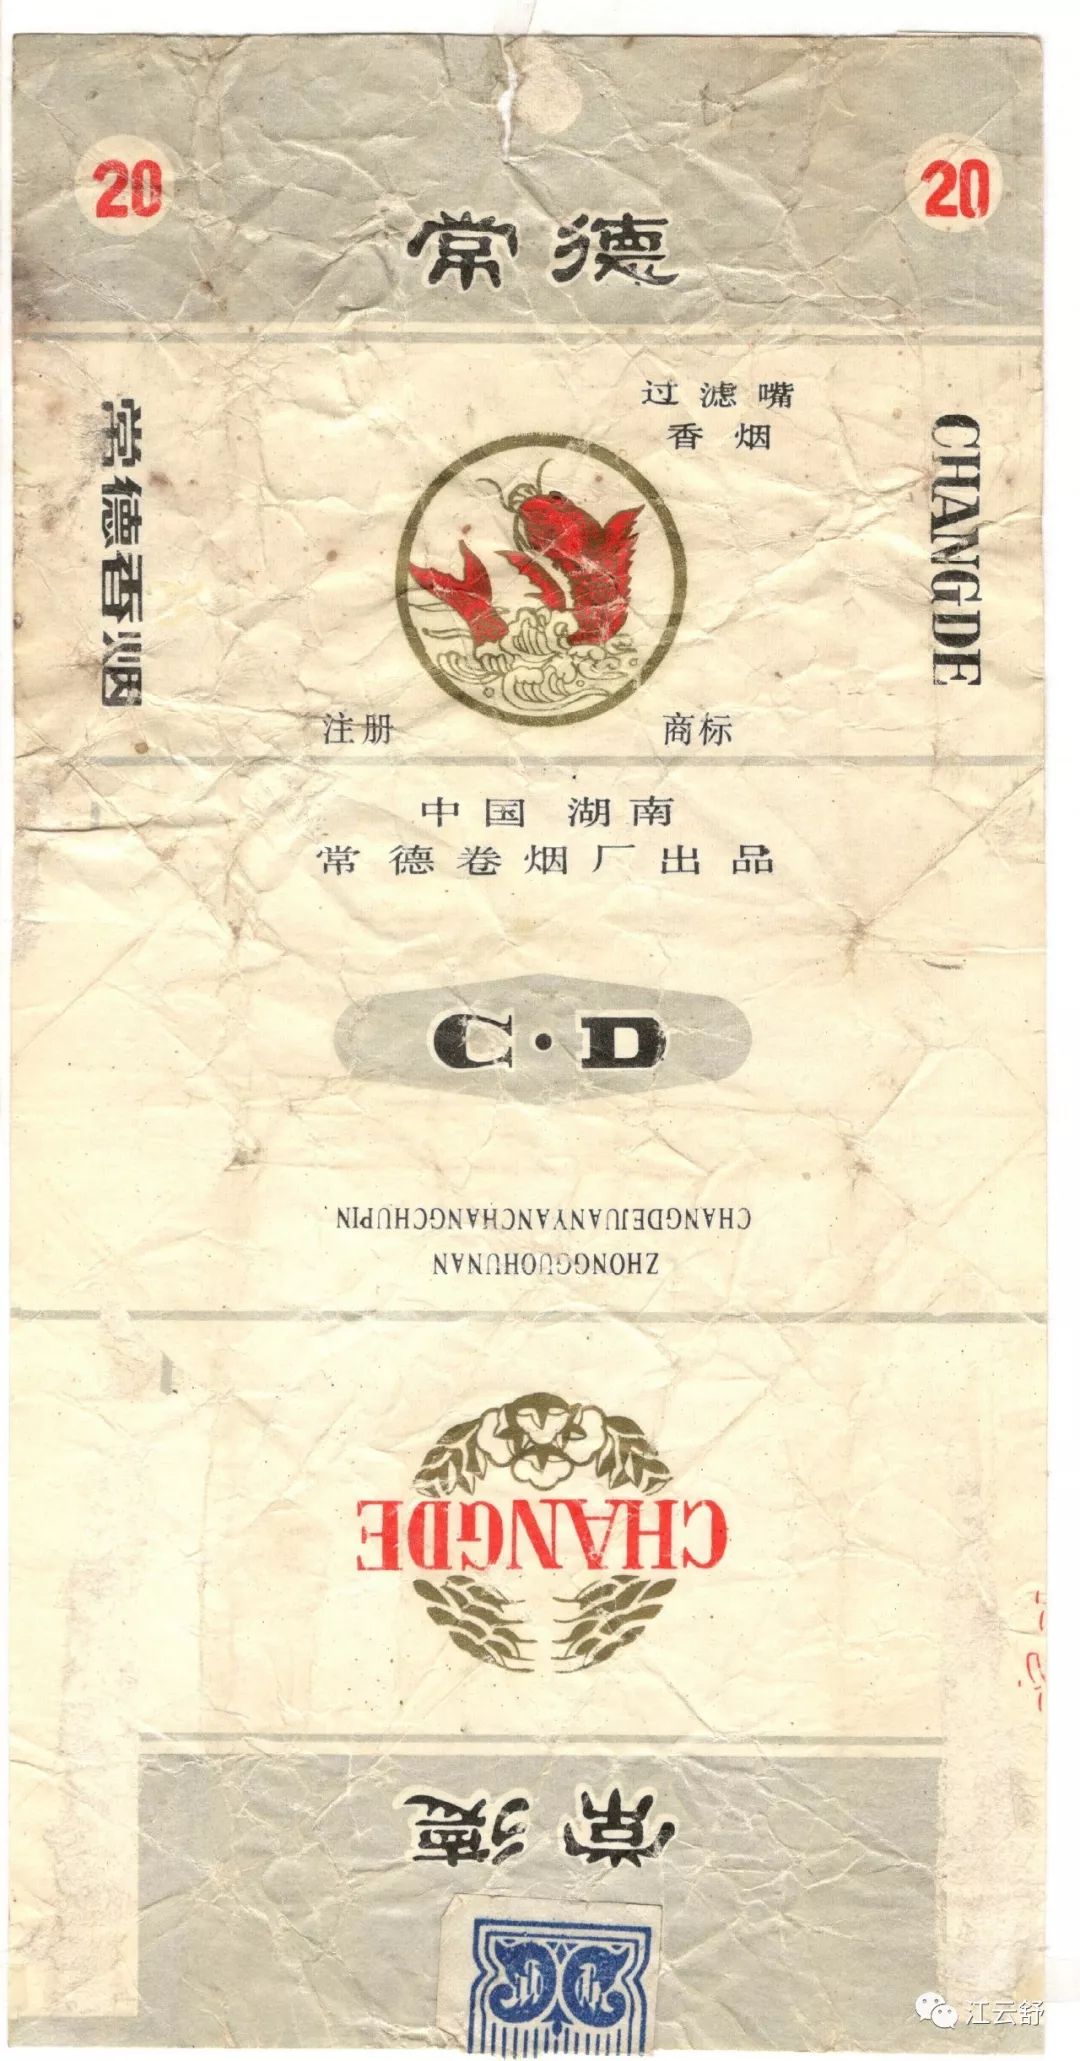 20
20
常德
过滤嘴
香烟
常德香烟
CHANGDE
注册
商标
中国 湖南
常德卷烟厂出品
C·D
CHANGDEJUANYANCHANGCHUPIN
ZHONGGUOHUNAN
CHANGDE
常德
江云舒